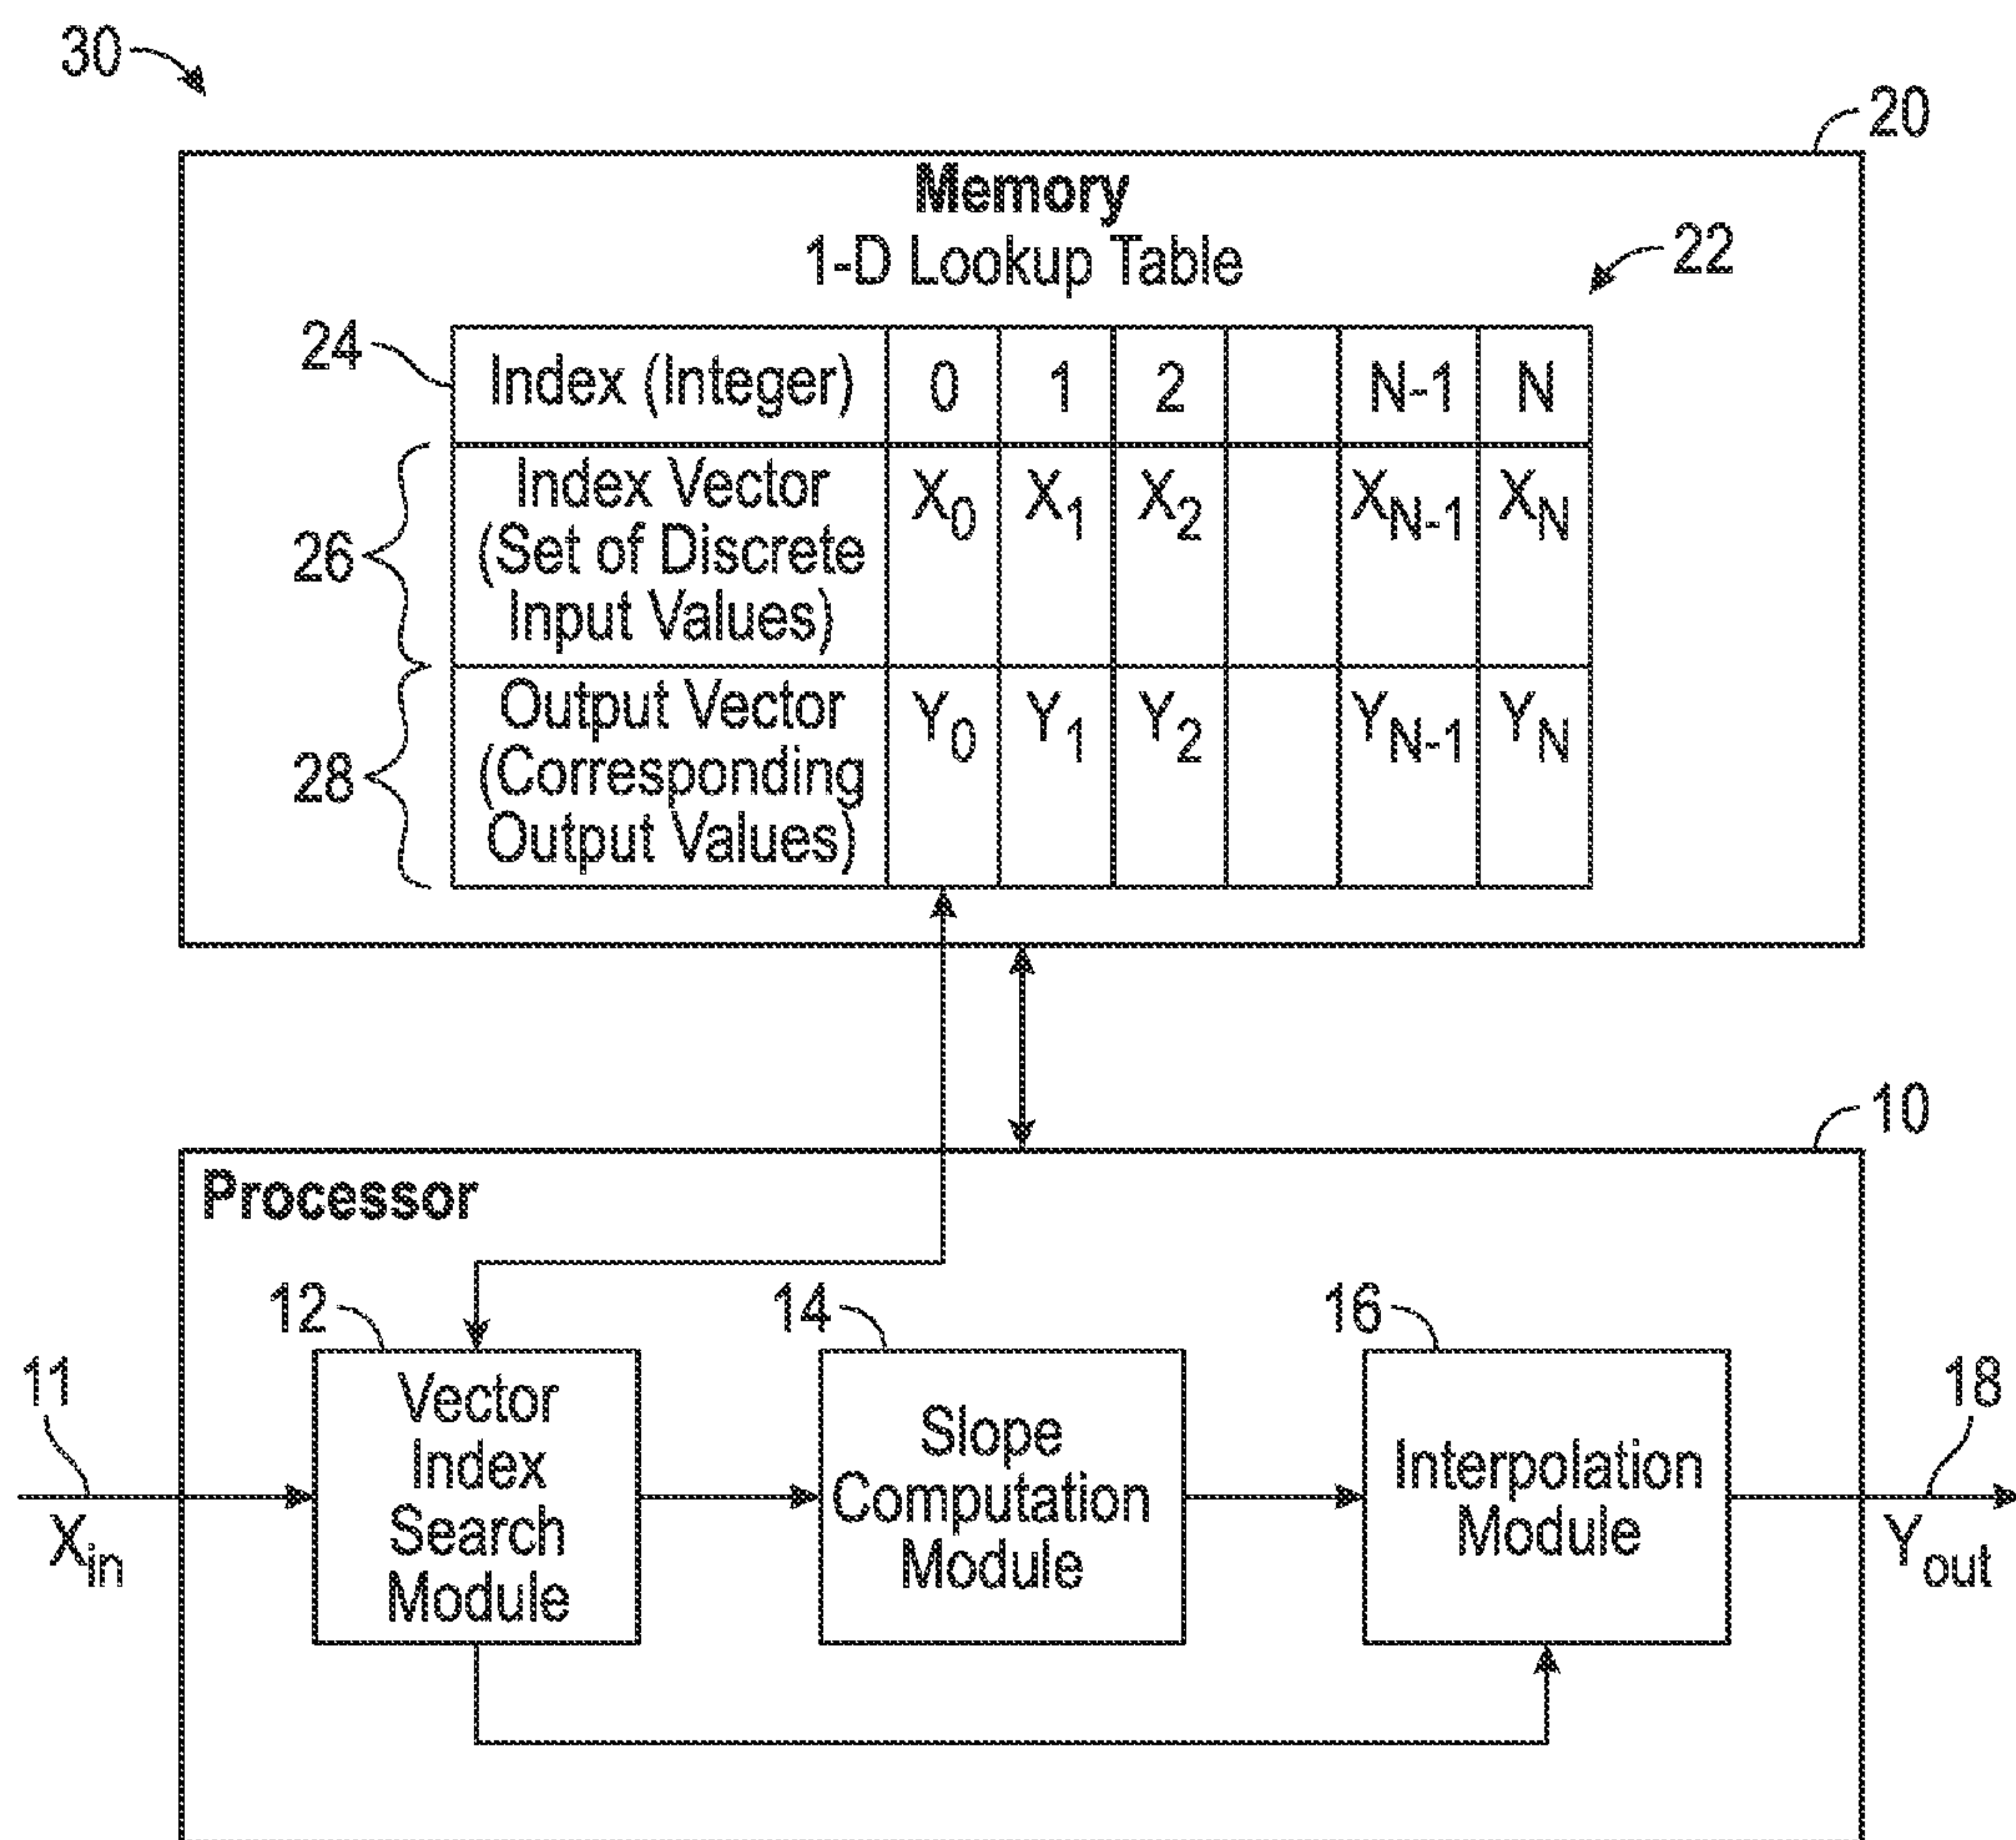 30
20
Memory
1-D Lookup Table
22
24
Index (Integer) 0 1 2 N-1 N
26
Index Vector
(Set of Discrete
Input Values)
X0 X1 X2 XN-1 XN
28
Output Vector
(Corresponding
Output Values)
Y0 Y1 Y2 YN-1 YN
10
Processor
12
14
16
11
18
Xin
Vector
Index
Search
Module
Slope
Computation
Module
Interpolation
Module
Yout